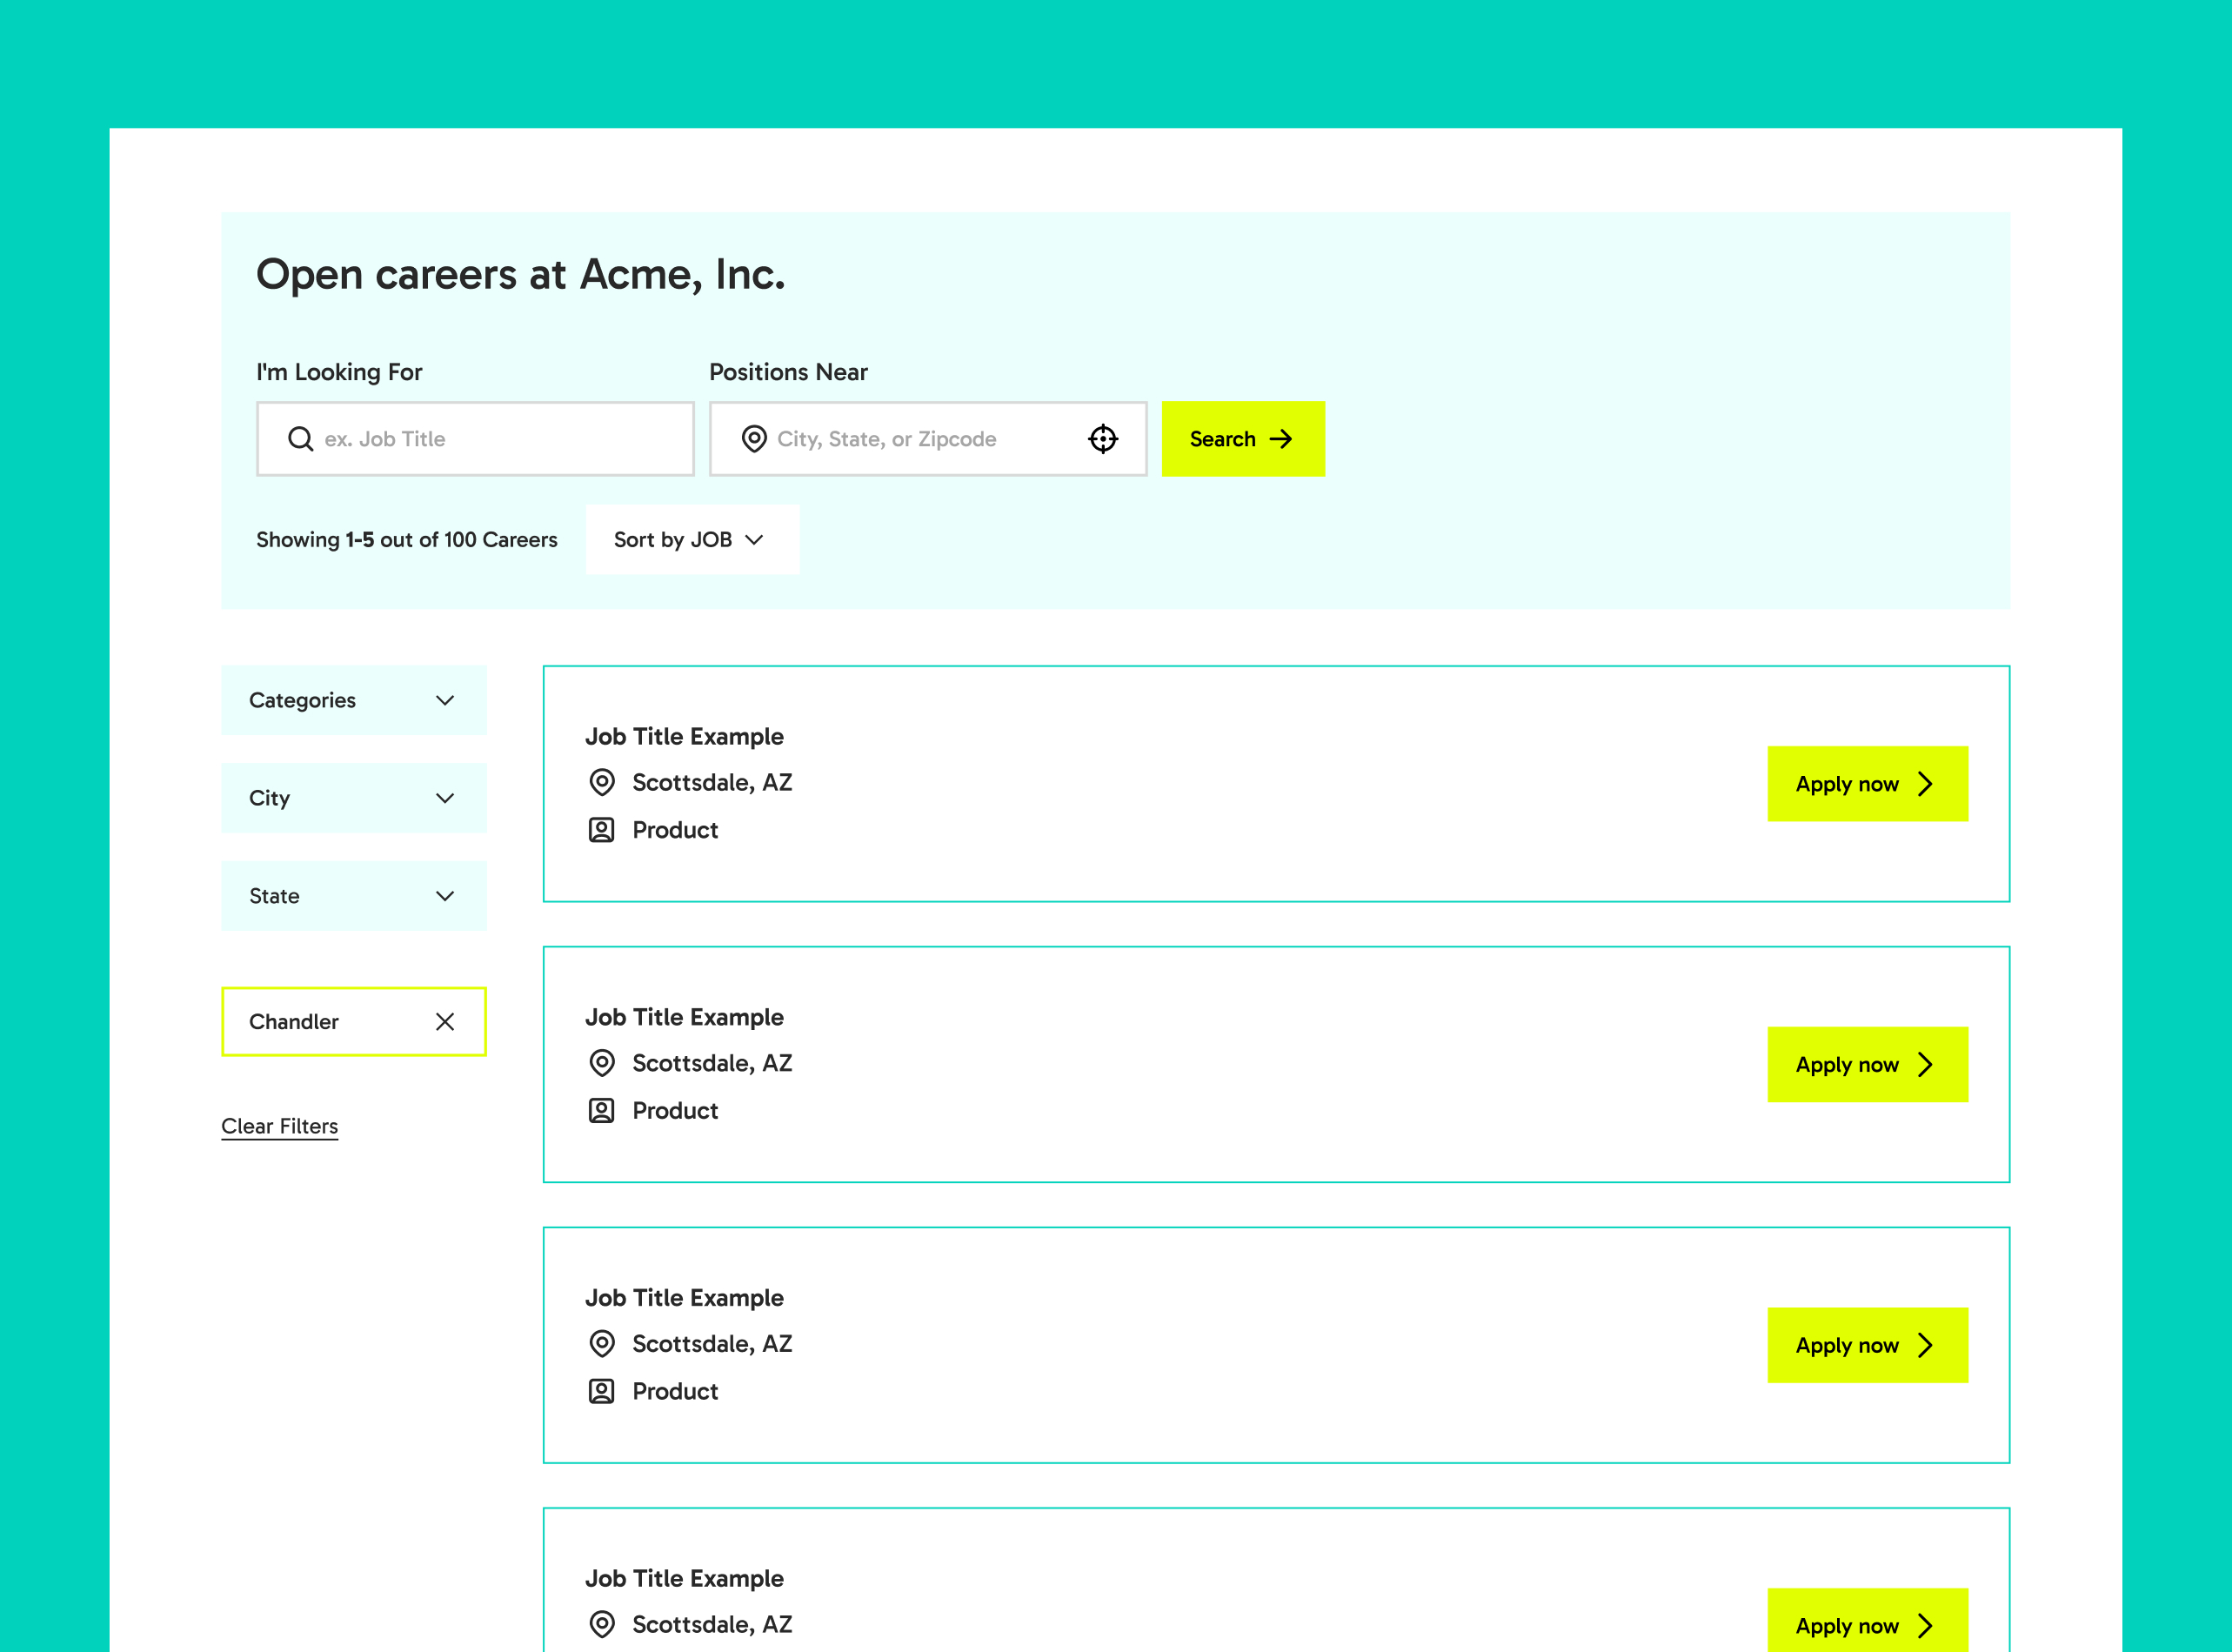 Open careers at Acme, Inc.
I'm Looking For
Positions Near
ex. Job Title
City, State, or Zipcode
Search
Showing 1-5 out of 100 Careers
Sort by JOB
Categories
City
State
Chandler
Clear Filters
Job Title Example
Scottsdale, AZ
Product
Apply now
Job Title Example
Scottsdale, AZ
Product
Apply now
Job Title Example
Scottsdale, AZ
Product
Apply now
Job Title Example
Scottsdale, AZ
Apply now